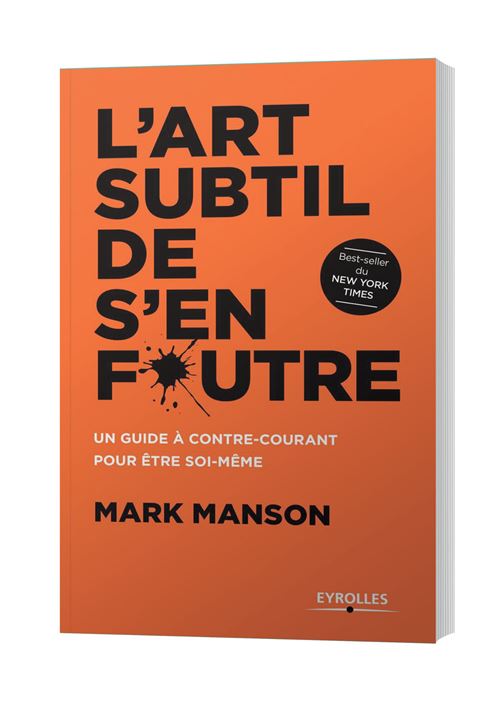 L'ART
SUBTIL
DE
S'EN
F*UTRE
Best-seller
du
NEW YORK
TIMES
UN GUIDE À CONTRE-COURANT
POUR ÊTRE SOI-MÊME
MARK MANSON
EYROLLES